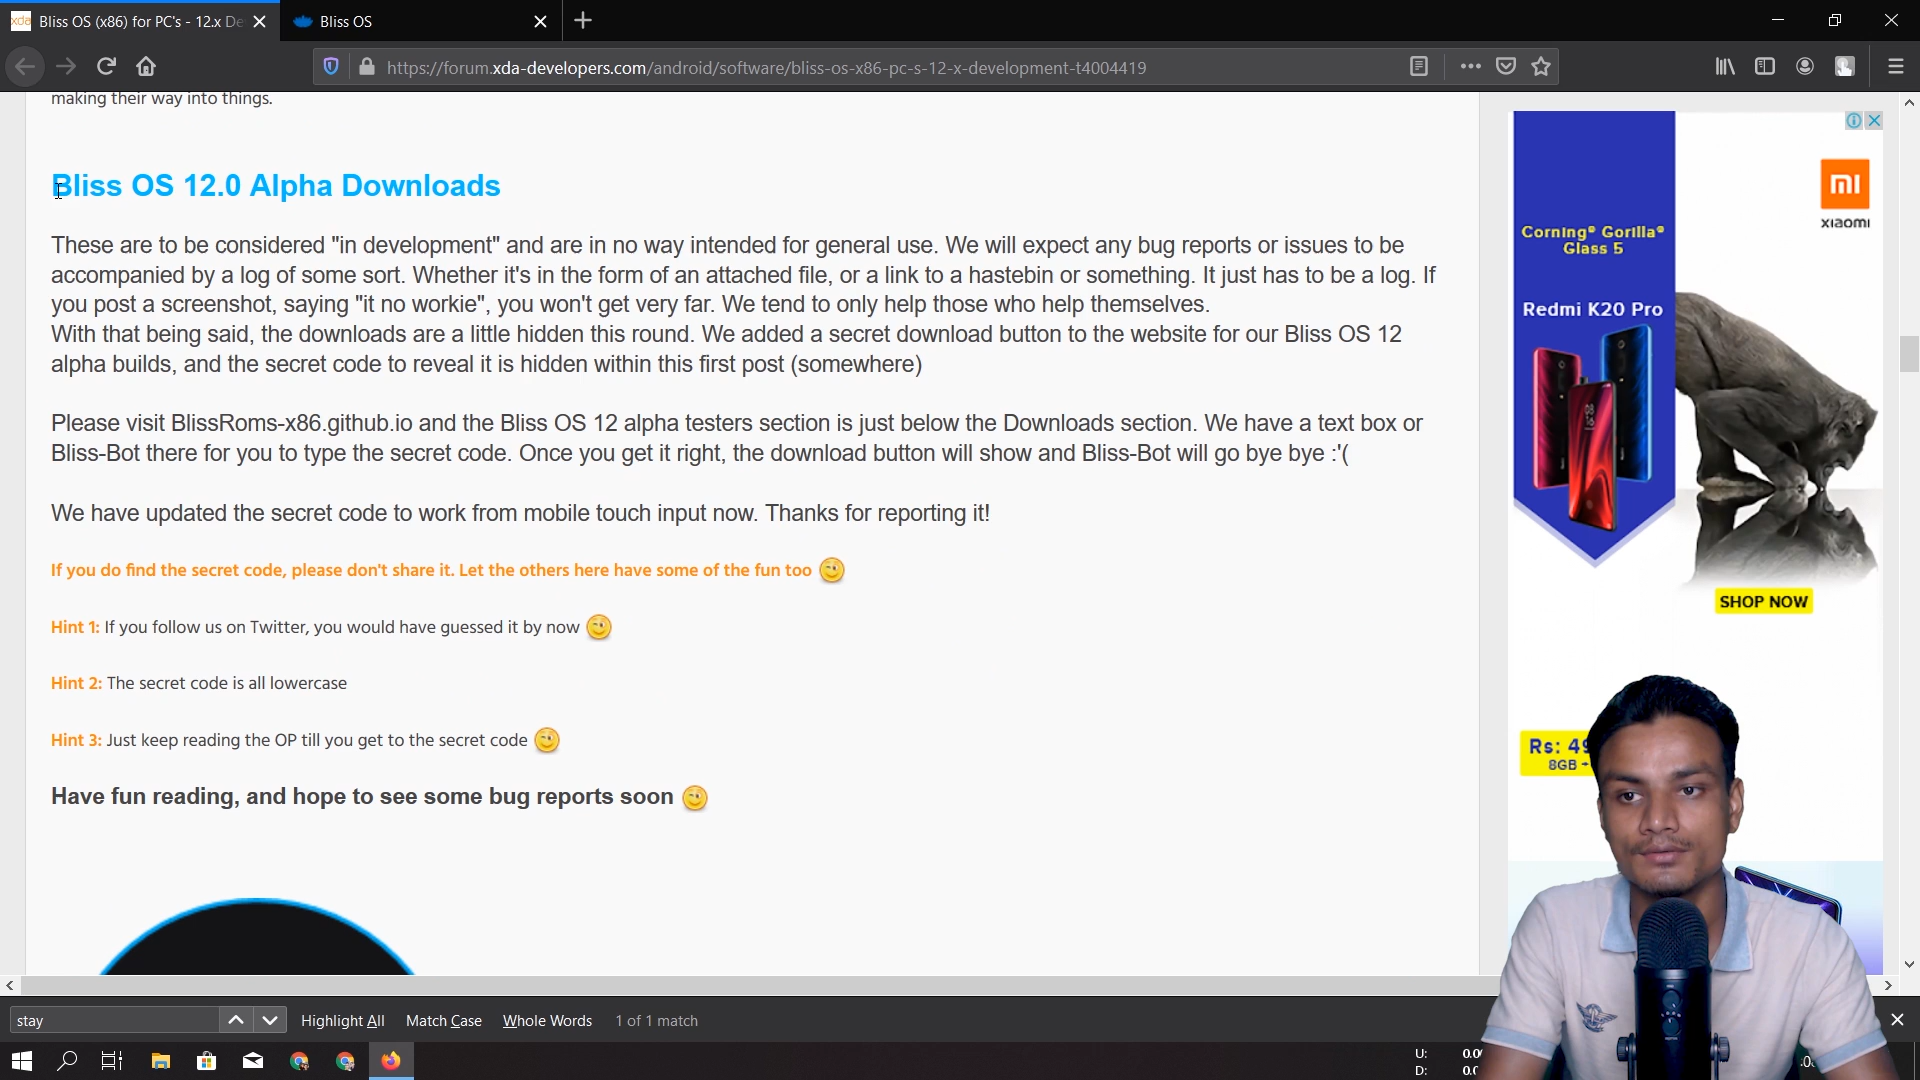 Bliss OS (x86) for PC's - 12.x De
Bliss OS
https://forum.xda-developers.com/android/software/bliss-os-x86-pc-s-12-x-development-t4004419
making their way into things.
Bliss OS 12.0 Alpha Downloads
These are to be considered "in development" and are in no way intended for general use. We will expect any bug reports or issues to be
accompanied by a log of some sort. Whether it's in the form of an attached file, or a link to a hastebin or something. It just has to be a log. If
you post a screenshot, saying "it no workie", you won't get very far. We tend to only help those who help themselves.
With that being said, the downloads are a little hidden this round. We added a secret download button to the website for our Bliss OS 12
alpha builds, and the secret code to reveal it is hidden within this first post (somewhere)
Please visit BlissRoms-x86.github.io and the Bliss OS 12 alpha testers section is just below the Downloads section. We have a text box or
Bliss-Bot there for you to type the secret code. Once you get it right, the download button will show and Bliss-Bot will go bye bye :'(
We have updated the secret code to work from mobile touch input now. Thanks for reporting it!
If you do find the secret code, please don't share it. Let the others here have some of the fun too
Hint 1: If you follow us on Twitter, you would have guessed it by now
Hint 2: The secret code is all lowercase
Hint 3: Just keep reading the OP till you get to the secret code
Have fun reading, and hope to see some bug reports soon
mi
xiaomi
Corning® Gorilla®
Glass 5
Redmi K20 Pro
SHOP NOW
Rs: 49
8GB +
stay
Highlight All
Match Case
Whole Words
1 of 1 match
U: 0.0
D: 0.0